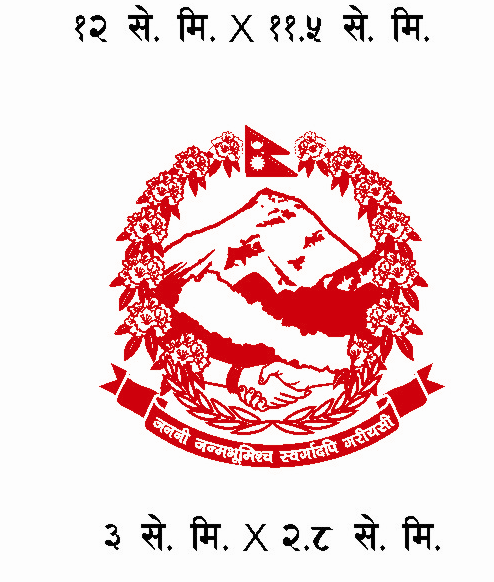 १२ से. मि. X ११.५ से. मि.
जननी जन्मभूमिश्च स्वर्गादपि गरीयसी
३ से. मि. X २.८ से. मि.